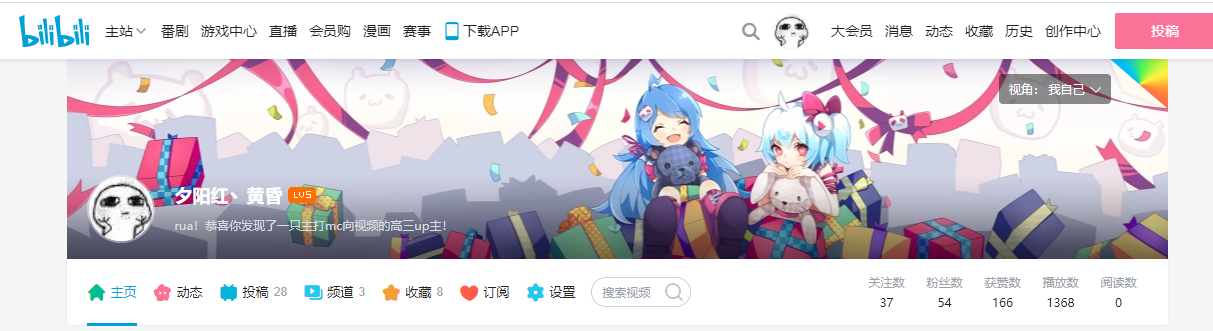 bilibili 主站 番剧 游戏中心 直播 会员购 漫画 赛事 下载APP 大会员 消息 动态 收藏 历史 创作中心 投稿
视角： 我自己
夕阳红丶黄昏 LV5
rua！恭喜你发现了一只主打mc向视频的高三up主！
主页 动态 投稿 28 频道 3 收藏 8 订阅 设置 搜索视频
关注数 粉丝数 获赞数 播放数 阅读数
37 54 166 1368 0